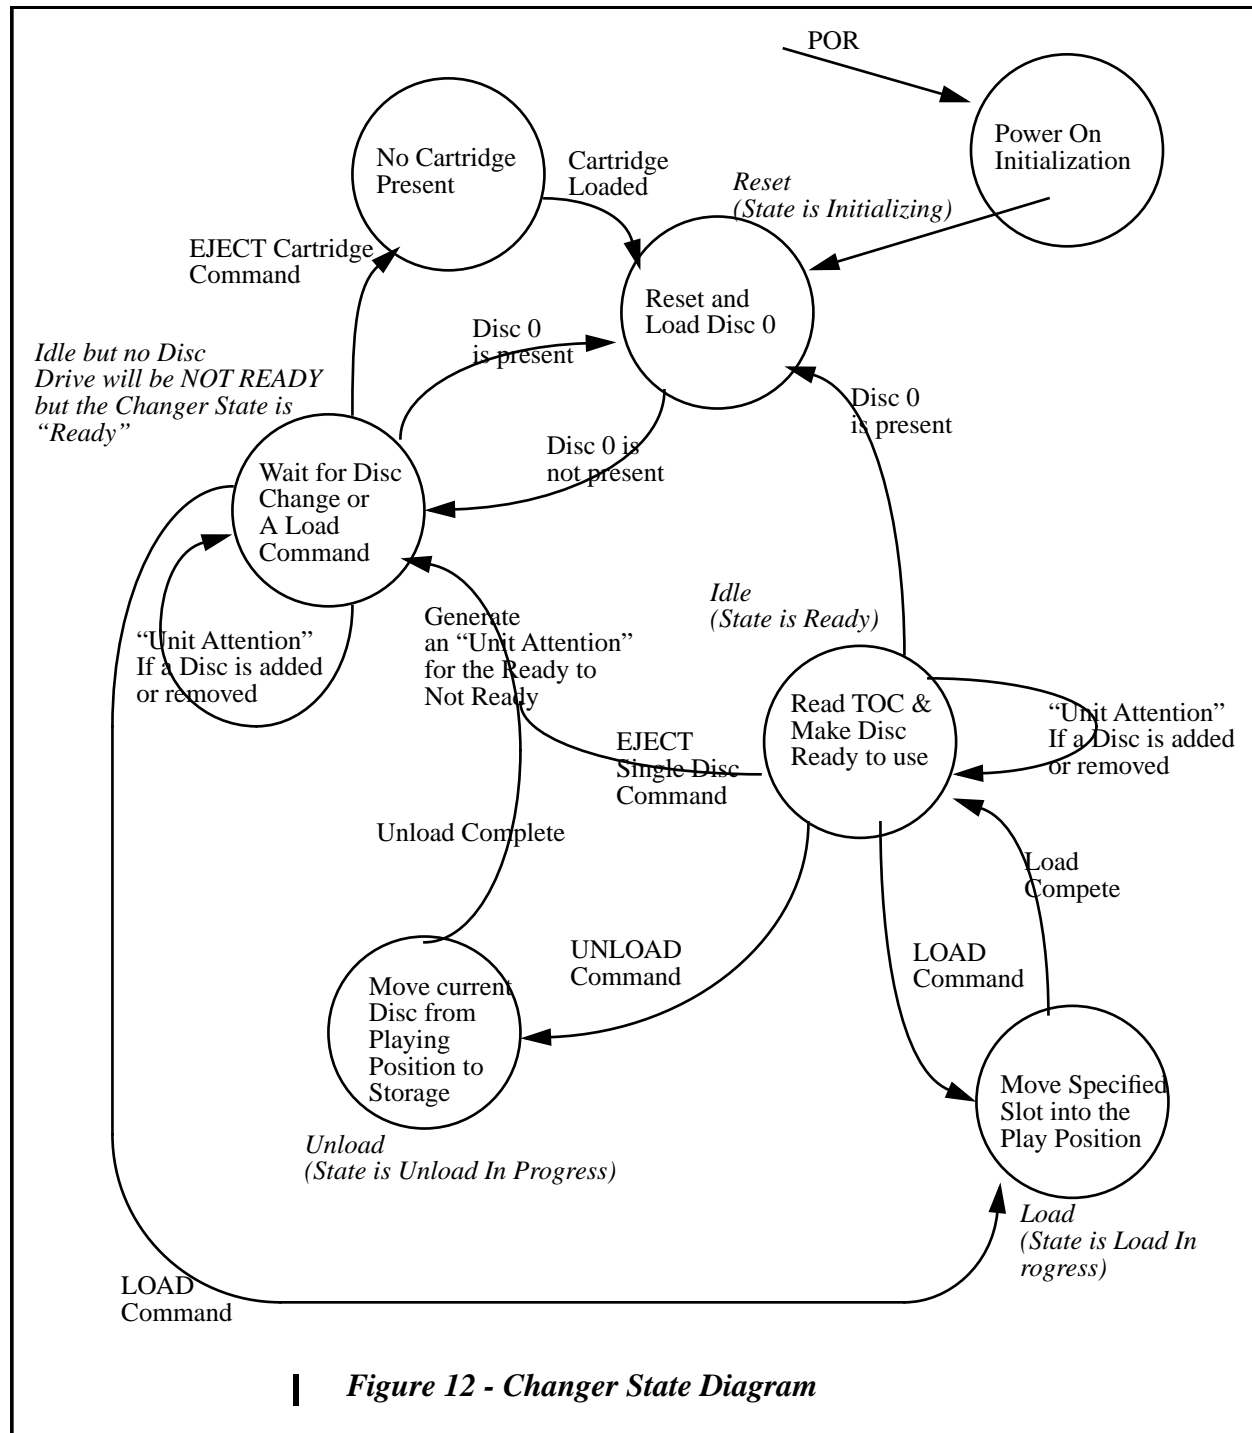 POR
Power On
Initialization
No Cartridge
Present
Cartridge
Loaded
Reset
(State is Initializing)
EJECT Cartridge
Command
Reset and
Load Disc 0
Disc 0
is present
Idle but no Disc
Drive will be NOT READY
but the Changer State is
“Ready”
Disc 0
is present
Disc 0 is
not present
Wait for Disc
Change or
A Load
Command
Idle
(State is Ready)
Generate
an “Unit Attention”
for the Ready to
Not Ready
“Unit Attention”
If a Disc is added
or removed
Read TOC &
Make Disc
Ready to use
“Unit Attention”
If a Disc is added
or removed
EJECT
Single Disc
Command
Unload Complete
Load
Compete
UNLOAD
Command
LOAD
Command
Move current
Disc from
Playing
Position to
Storage
Move Specified
Slot into the
Play Position
Unload
(State is Unload In Progress)
Load
(State is Load In
rogress)
LOAD
Command
Figure 12 - Changer State Diagram